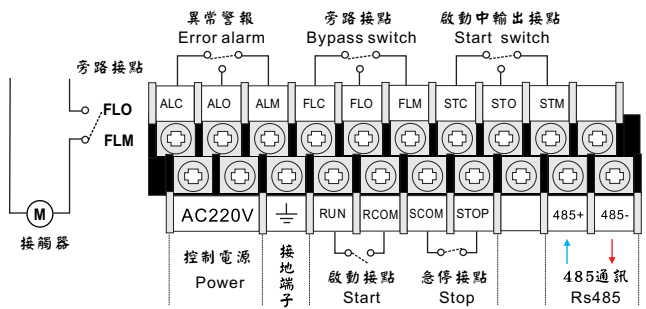 異常警報
Error alarm
旁路接點
Bypass switch
啟動中輸出接點
Start switch
旁路接點
FLO
FLM
M
接觸器
ALC ALO ALM FLC FLO FLM STC STO STM
AC220V RUN RCOM SCOM STOP 485+ 485-
控制電源
Power
接地端子
啟動接點
Start
急停接點
Stop
485通訊
Rs485